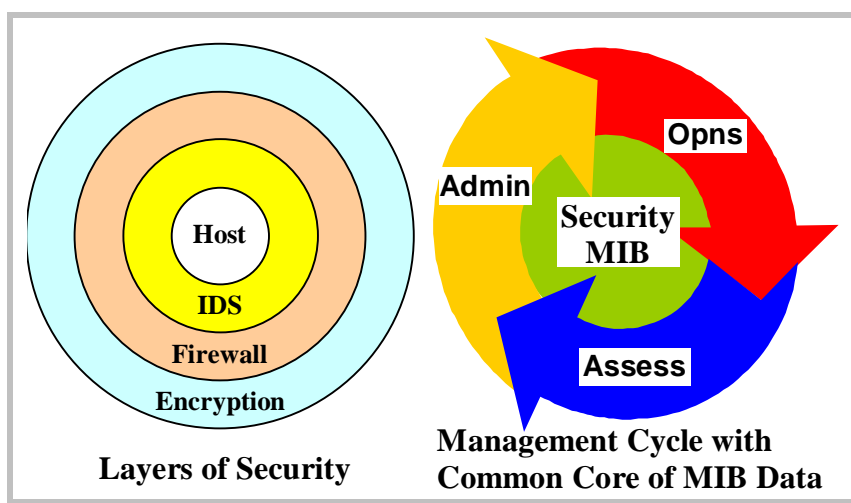 Host
IDS
Firewall
Encryption
Layers of Security
Opns
Admin
Security
MIB
Assess
Management Cycle with
Common Core of MIB Data